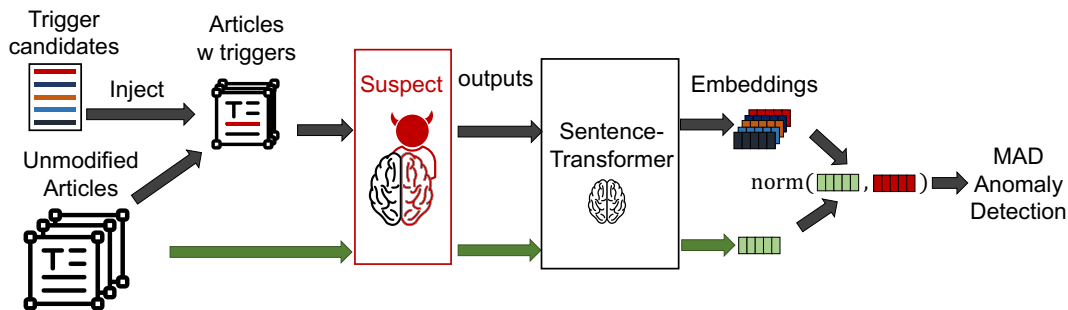 Trigger
candidates
Inject
Articles
w triggers
Unmodified
Articles
Suspect
outputs
Sentence-
Transformer
Embeddings
norm( , )
MAD
Anomaly
Detection